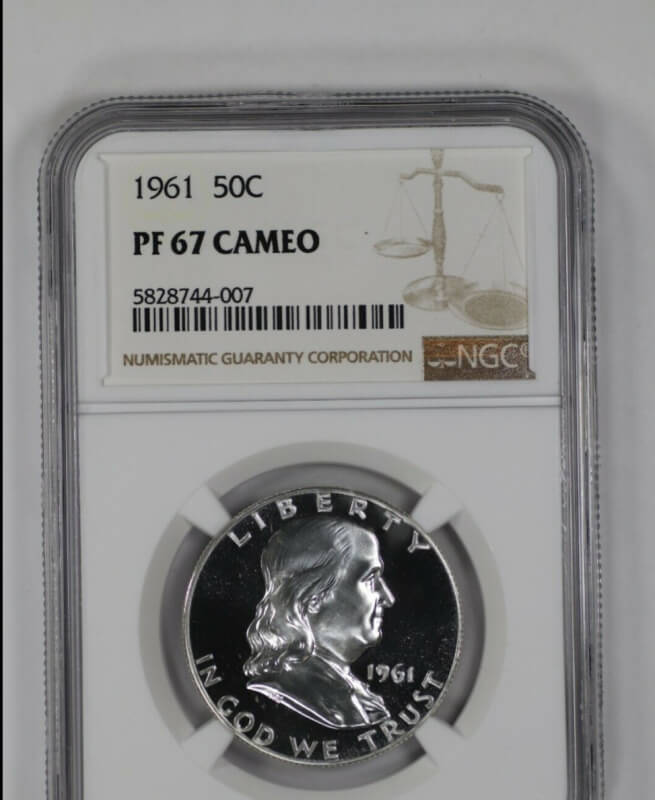 1961 50C
PF 67 CAMEO
5828744-007
NUMISMATIC GUARANTY CORPORATION
NGC®
LIBERTY
1961
IN GOD WE TRUST